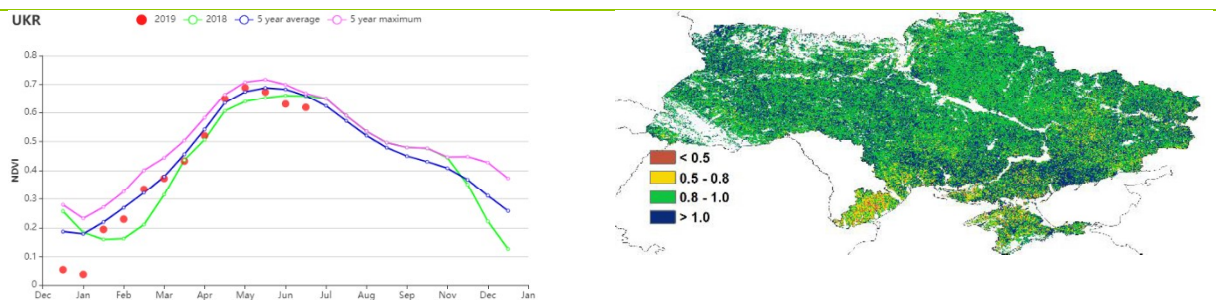 UKR
2019 2018 5 year average 5 year maximum
NDVI
0.8
0.7
0.6
0.5
0.4
0.3
0.2
0.1
0
Dec Jan Feb Mar Apr May Jun Jul Aug Sep Oct Nov Dec Jan
< 0.5
0.5 - 0.8
0.8 - 1.0
> 1.0